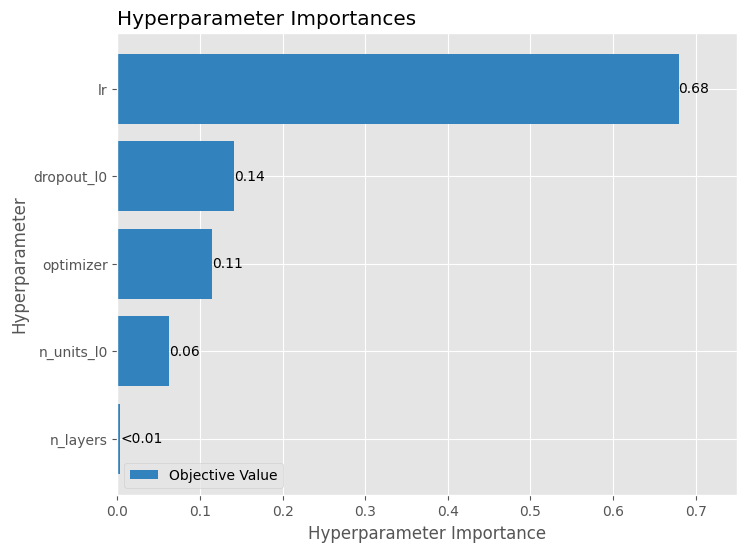 Hyperparameter Importances
Hyperparameter
lr
0.68
dropout_l0
0.14
optimizer
0.11
n_units_l0
0.06
n_layers
<0.01
Objective Value
0.0 0.1 0.2 0.3 0.4 0.5 0.6 0.7
Hyperparameter Importance